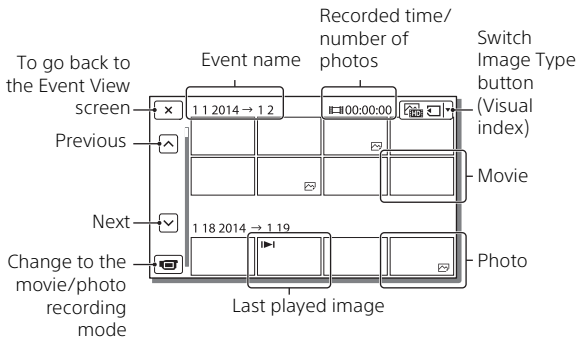 Recorded time/
number of
photos
Switch
Image Type
button
(Visual
index)
To go back to
the Event View
screen
Event name
1 1 2014 → 1 2
00:00:00
HD
Previous
Movie
Next
1 18 2014 → 1 19
Change to the
movie/photo
recording
mode
Photo
Last played image